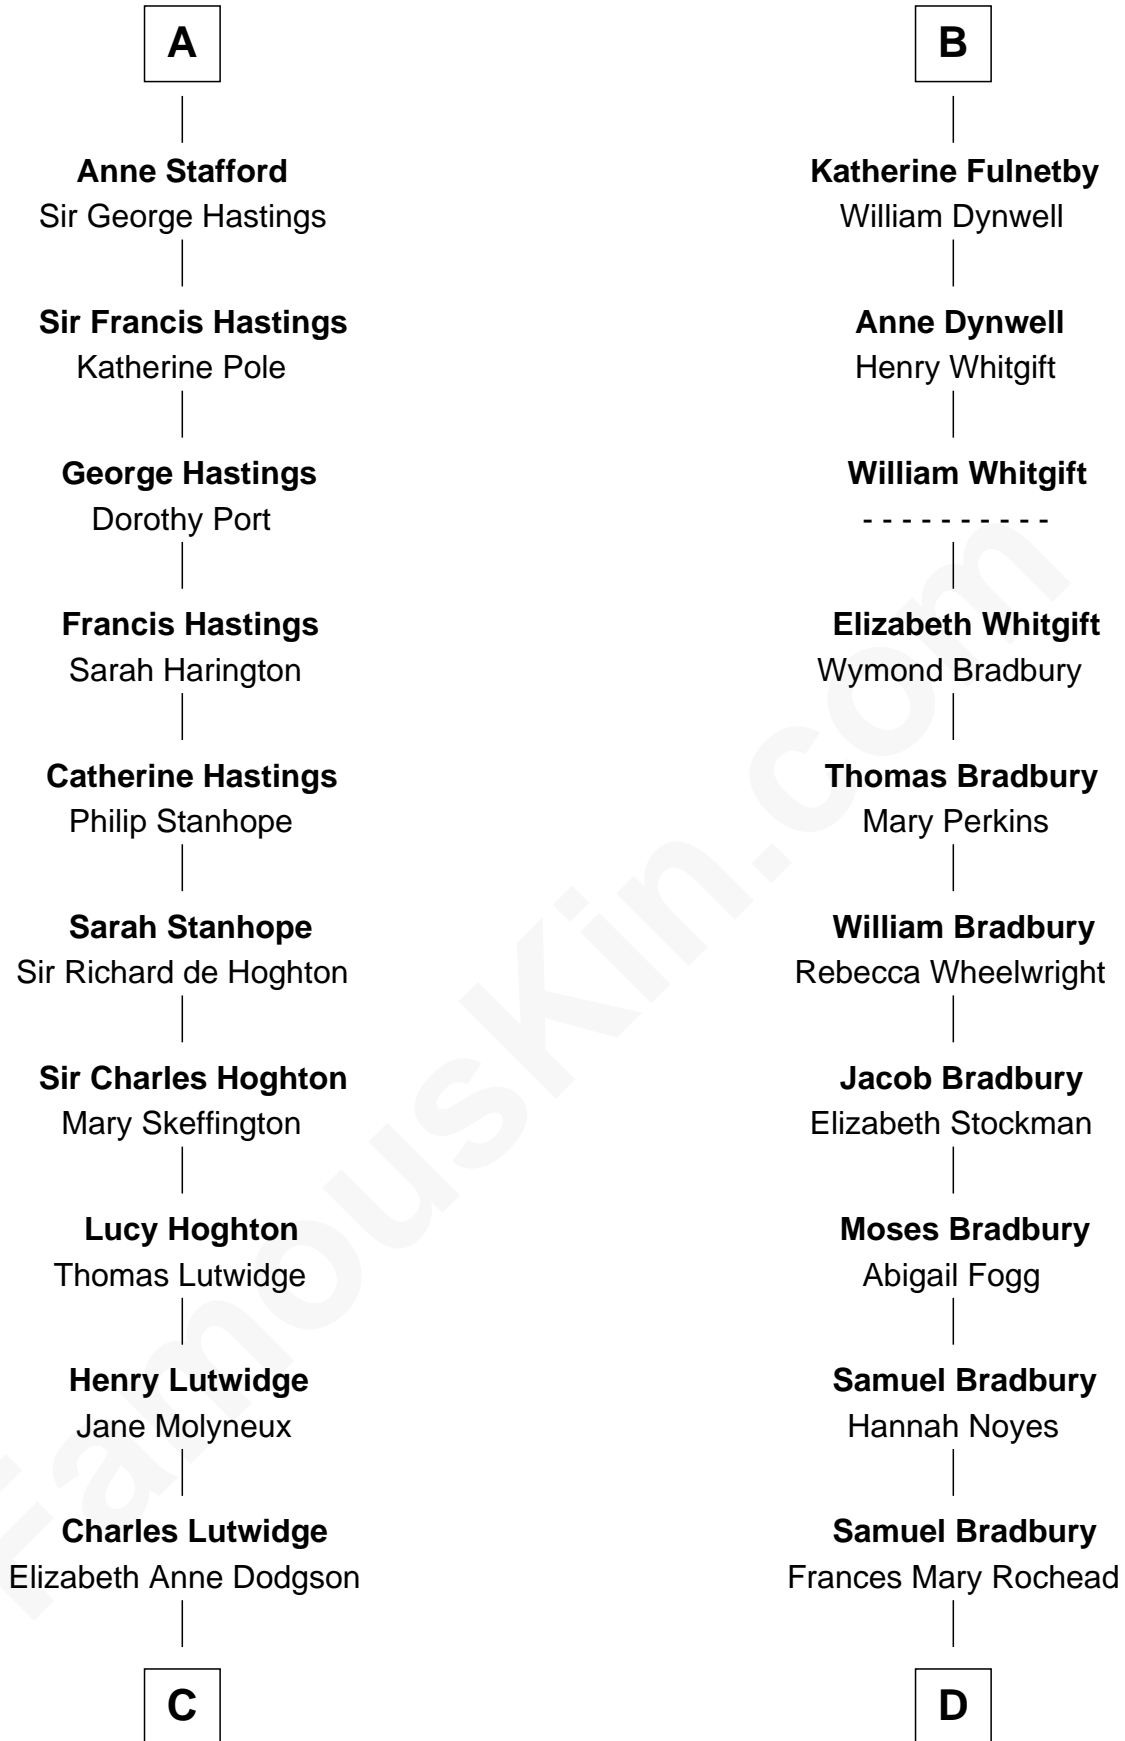 A
Anne Stafford
Sir George Hastings
Sir Francis Hastings
Katherine Pole
George Hastings
Dorothy Port
Francis Hastings
Sarah Harington
Catherine Hastings
Philip Stanhope
Sarah Stanhope
Sir Richard de Hoghton
Sir Charles Hoghton
Mary Skeffington
Lucy Hoghton
Thomas Lutwidge
Henry Lutwidge
Jane Molyneux
Charles Lutwidge
Elizabeth Anne Dodgson
C
B
Katherine Fulnetby
William Dynwell
Anne Dynwell
Henry Whitgift
William Whitgift
- - - - - - - - - -
Elizabeth Whitgift
Wymond Bradbury
Thomas Bradbury
Mary Perkins
William Bradbury
Rebecca Wheelwright
Jacob Bradbury
Elizabeth Stockman
Moses Bradbury
Abigail Fogg
Samuel Bradbury
Hannah Noyes
Samuel Bradbury
Frances Mary Rochead
D
FamousKin.com